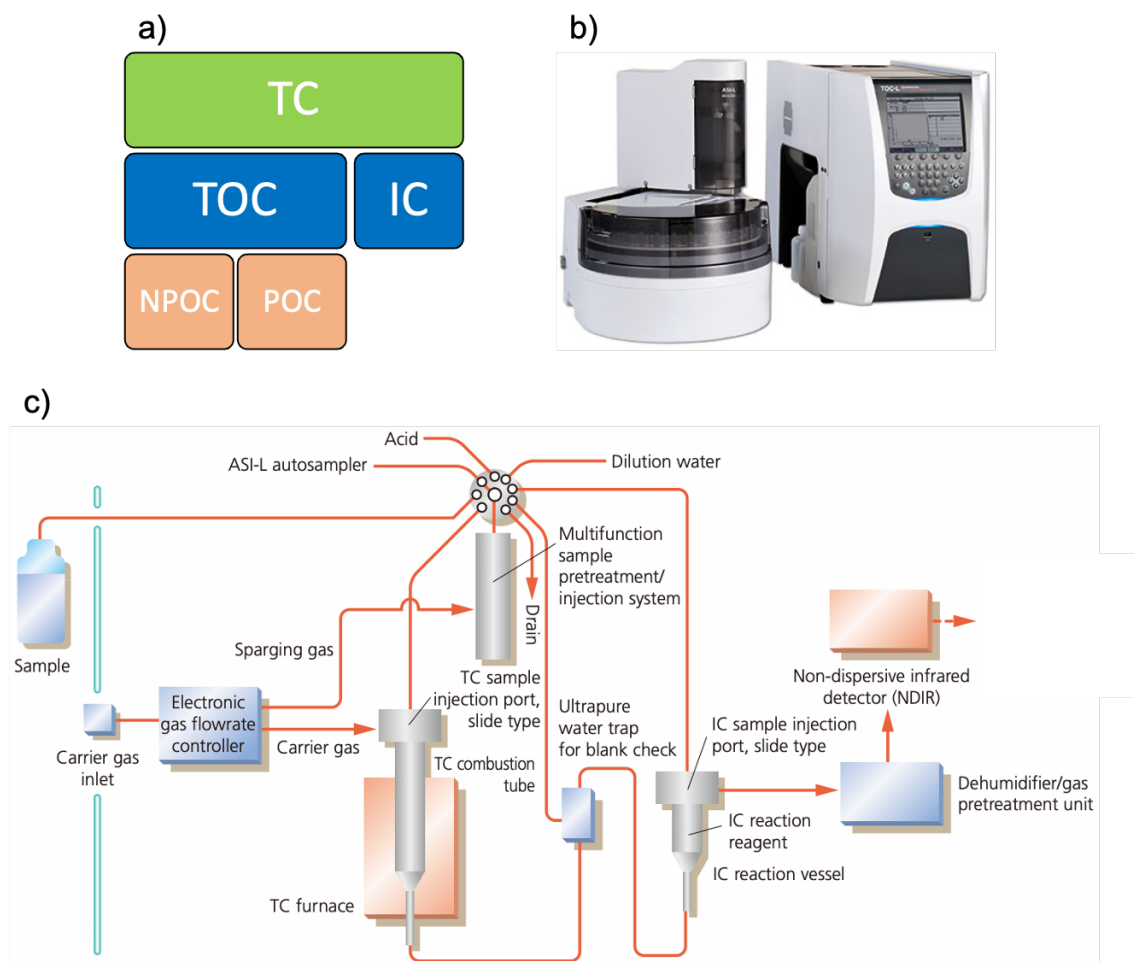 a)
TC
TOC
IC
NPOC
POC
b)
ASI-L
TOC-L
c)
Acid
ASI-L autosampler
Dilution water
Multifunction
sample
pretreatment/
injection system
Drain
Sample
Sparging gas
Electronic
gas flowrate
controller
Carrier gas
inlet
Carrier gas
TC sample
injection port,
slide type
TC combustion
tube
TC furnace
Ultrapure
water trap
for blank check
IC sample injection
port, slide type
IC reaction
reagent
IC reaction vessel
Non-dispersive infrared
detector (NDIR)
Dehumidifier/gas
pretreatment unit